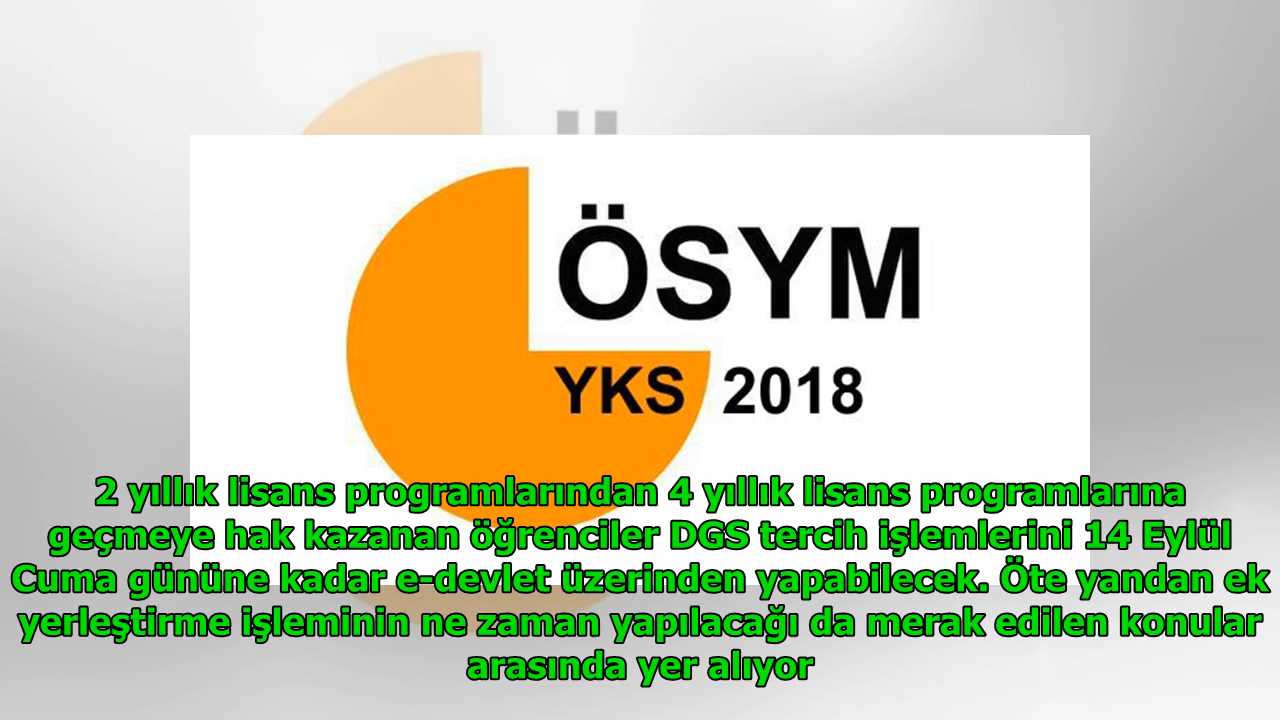 ÖSYM
YKS 2018
2 yıllık lisans programlarından 4 yıllık lisans programlarına
geçmeye hak kazanan öğrenciler DGS tercih işlemlerini 14 Eylül
Cuma gününe kadar e-devlet üzerinden yapabilecek. Öte yandan ek
yerleştirme işleminin ne zaman yapılacağı da merak edilen konular
arasında yer alıyor